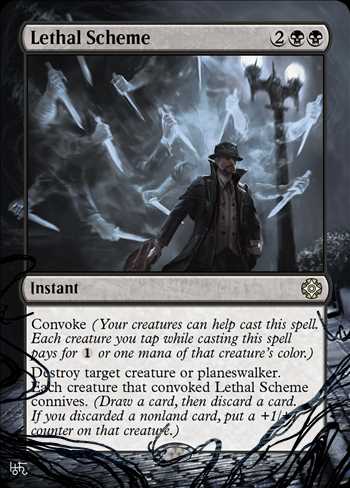 Lethal Scheme 2
Instant
Convoke (Your creatures can help cast this spell.
Each creature you tap while casting this spell
pays for 1 or one mana of that creature's color.)
Destroy target creature or planeswalker.
Each creature that convoked Lethal Scheme
connives. (Draw a card, then discard a card.
If you discarded a nonland card, put a +1/+1
counter on that creature.)